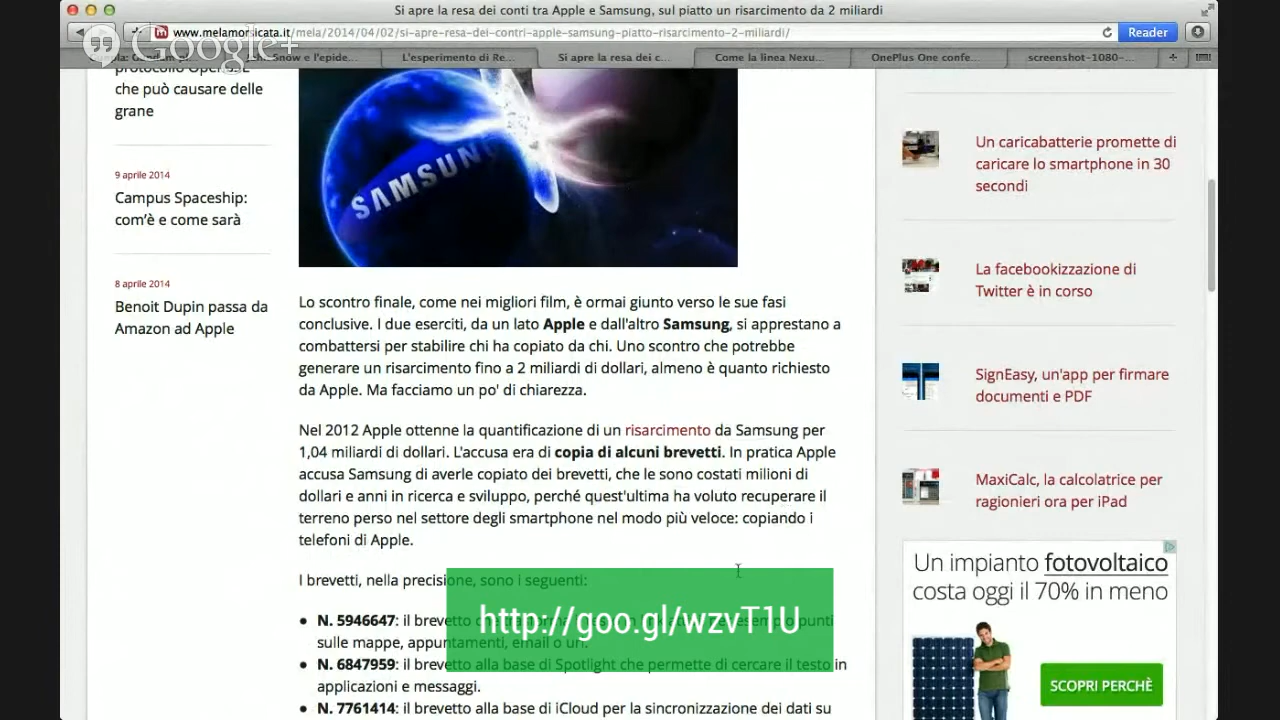 Si apre la resa dei conti tra Apple e Samsung, sul piatto un risarcimento da 2 miliardi
www.melamorsicata.it/mela/2014/04/02/si-apre-resa-dei-contri-apple-samsung-piatto-risarcimento-2-miliardi/
Reader
Google+
Snow e l'epide...
L'esperimento di Re...
Si apre la resa dei c...
Come la linea Nexu...
OnePlus One confe...
screenshot-1080-...
che può causare delle
grane
9 aprile 2014
Campus Spaceship:
com'è e come sarà
8 aprile 2014
Benoit Dupin passa da
Amazon ad Apple
SAMSUNG
Lo scontro finale, come nei migliori film, è ormai giunto verso le sue fasi
conclusive. I due eserciti, da un lato Apple e dall'altro Samsung, si apprestano a
combattersi per stabilire chi ha copiato da chi. Uno scontro che potrebbe
generare un risarcimento fino a 2 miliardi di dollari, almeno è quanto richiesto
da Apple. Ma facciamo un po' di chiarezza.
Nel 2012 Apple ottenne la quantificazione di un risarcimento da Samsung per
1,04 miliardi di dollari. L'accusa era di copia di alcuni brevetti. In pratica Apple
accusa Samsung di averle copiato dei brevetti, che le sono costati milioni di
dollari e anni in ricerca e sviluppo, perché quest'ultima ha voluto recuperare il
terreno perso nel settore degli smartphone nel modo più veloce: copiando i
telefoni di Apple.
I brevetti, nella precisione, sono i seguenti:
• N. 5946647: il brevetto punti
sulle mappe, appuntamenti, email o url.
• N. 6847959: il brevetto alla base di Spotlight che permette di cercare il testo in
applicazioni e messaggi.
• N. 7761414: il brevetto alla base di iCloud per la sincronizzazione dei dati su
http://goo.gl/wzvT1U
Un caricabatterie promette di
caricare lo smartphone in 30
secondi
La facebookizzazione di
Twitter è in corso
SignEasy, un'app per firmare
documenti e PDF
MaxiCalc, la calcolatrice per
ragionieri ora per iPad
Un impianto fotovoltaico
costa oggi il 70% in meno
SCOPRI PERCHÈ